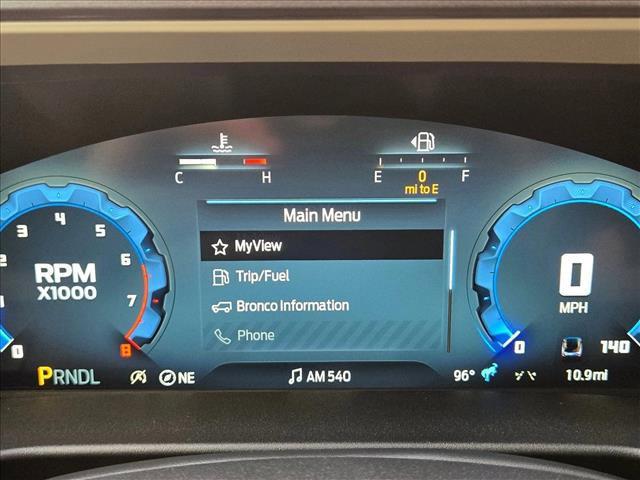 C H
E F
0
mi to E
Main Menu
MyView
Trip/Fuel
Bronco Information
Phone
1 2 3 4 5 6 7 8
0
RPM
X1000
0
MPH
0 140
PRNDL
NE
AM 540
96°
10.9mi